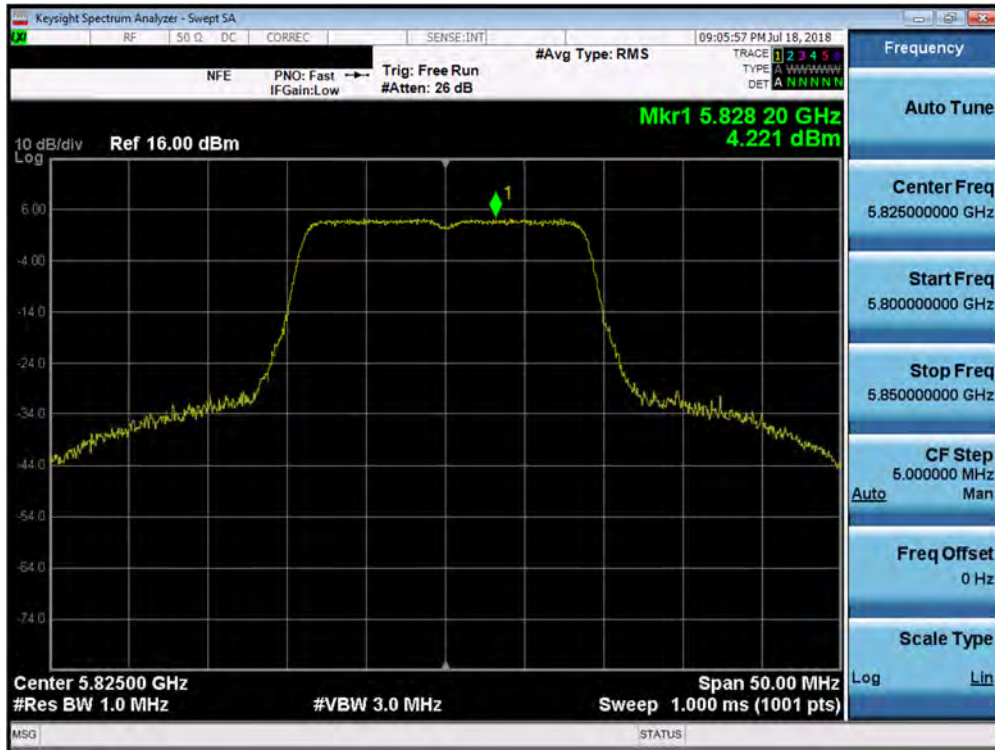 Keysight Spectrum Analyzer - Swept SA
LXI RF 50 Ω DC CORREC SENSE:INT 09:05:57 PM Jul 18, 2018
#Avg Type: RMS TRACE 1 2 3 4 5 6
NFE PNO: Fast Trig: Free Run TYPE A WWWWW
IFGain:Low #Atten: 26 dB DET A N N N N N
Mkr1 5.828 20 GHz
4.221 dBm
10 dB/div Ref 16.00 dBm
Log
1
6.00
-4.00
-14.0
-24.0
-34.0
-44.0
-54.0
-64.0
-74.0
Center 5.82500 GHz Span 50.00 MHz
#Res BW 1.0 MHz #VBW 3.0 MHz Sweep 1.000 ms (1001 pts)
MSG STATUS
Frequency
Auto Tune
Center Freq
5.825000000 GHz
Start Freq
5.800000000 GHz
Stop Freq
5.850000000 GHz
CF Step
5.000000 MHz
Auto Man
Freq Offset
0 Hz
Scale Type
Log Lin